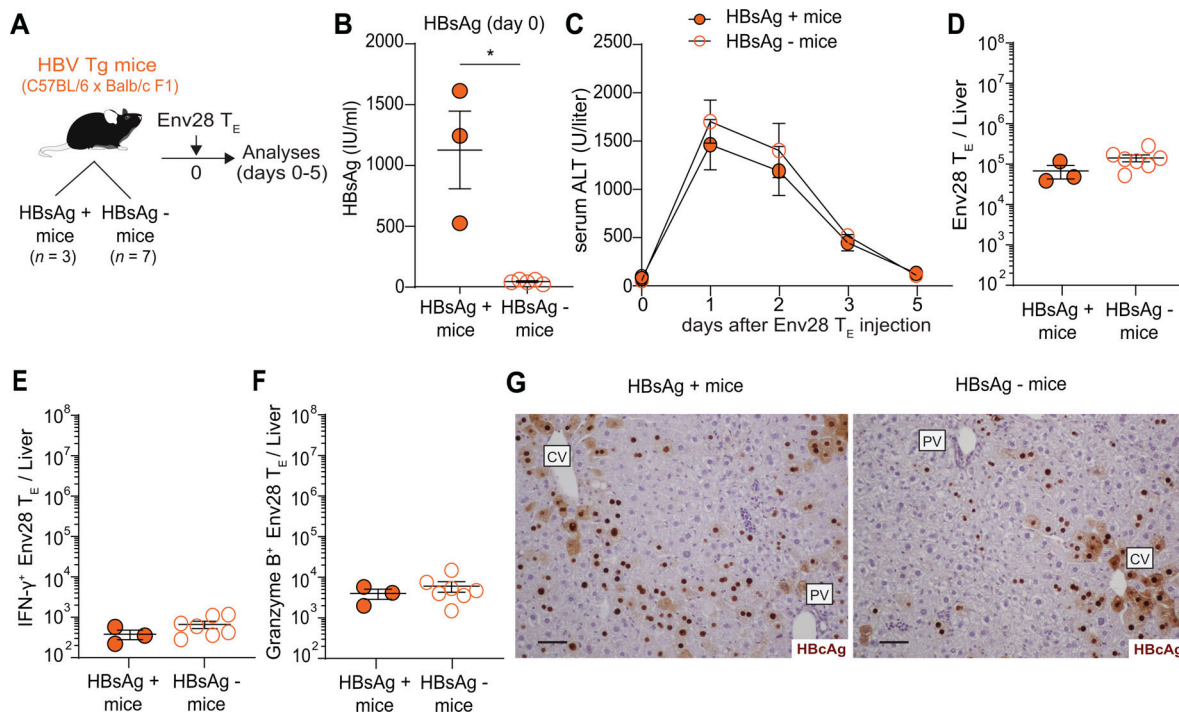 A
HBV Tg mice
(C57BL/6 x Balb/c F1)
Env28 T_E
0
Analyses
(days 0-5)
HBsAg +
mice
(n = 3)
HBsAg -
mice
(n = 7)
B
HBsAg (day 0)
*
HBsAg (IU/ml)
2000
1500
1000
500
0
HBsAg +
mice
HBsAg -
mice
C
HBsAg + mice
HBsAg - mice
serum ALT (U/liter)
2500
2000
1500
1000
500
0
0 1 2 3 5
days after Env28 T_E injection
D
Env28 T_E / Liver
10^8
10^7
10^6
10^5
10^4
10^3
10^2
HBsAg +
mice
HBsAg -
mice
E
IFN-γ+ Env28 T_E / Liver
10^8
10^7
10^6
10^5
10^4
10^3
10^2
HBsAg +
mice
HBsAg -
mice
F
Granzyme B+ Env28 T_E / Liver
10^8
10^7
10^6
10^5
10^4
10^3
10^2
HBsAg +
mice
HBsAg -
mice
G
HBsAg + mice
CV
PV
HBcAg
HBsAg - mice
PV
CV
HBcAg